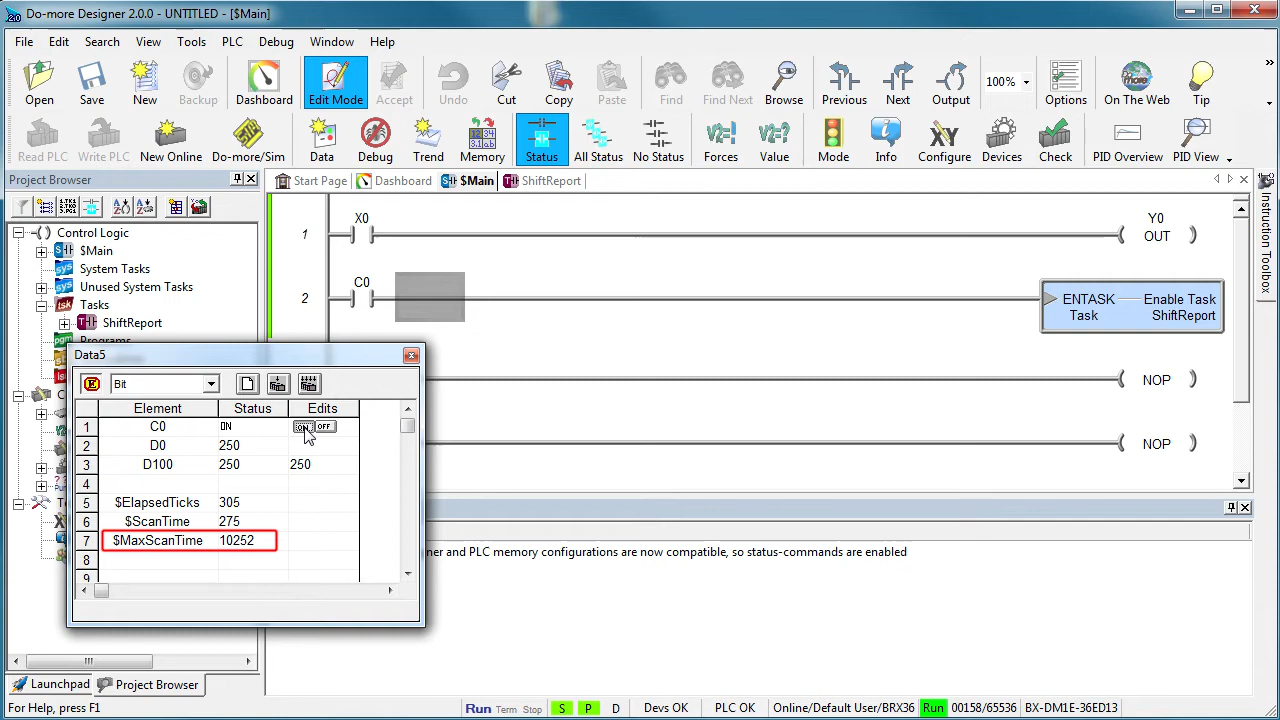 Do-more Designer 2.0.0 - UNTITLED - [$Main]
File Edit Search View Tools PLC Debug Window Help
Open Save New Backup Dashboard Edit Mode Accept Undo Cut Copy Paste Find Find Next Browse Previous Next Output 100% Options On The Web Tip
Read PLC Write PLC New Online Do-more/Sim Data Debug Trend Memory Status All Status No Status Forces Value Mode Info Configure Devices Check PID Overview PID View
Project Browser
Start Page Dashboard $Main ShiftReport
Control Logic
$Main
System Tasks
Unused System Tasks
Tasks
ShiftReport
Programs
1 X0 Y0
OUT
2 C0 ENTASK Enable Task
Task ShiftReport
NOP
NOP
Instruction Toolbox
Data5
Bit
Element Status Edits
1 C0 ON ON OFF
2 D0 250
3 D100 250 250
4
5 $ElapsedTicks 305
6 $ScanTime 275
7 $MaxScanTime 10252
8
9
ner and PLC memory configurations are now compatible, so status-commands are enabled
Launchpad Project Browser
For Help, press F1 Run Term Stop S P D Devs OK PLC OK Online/Default User/BRX36 Run 00158/65536 BX-DM1E-36ED13